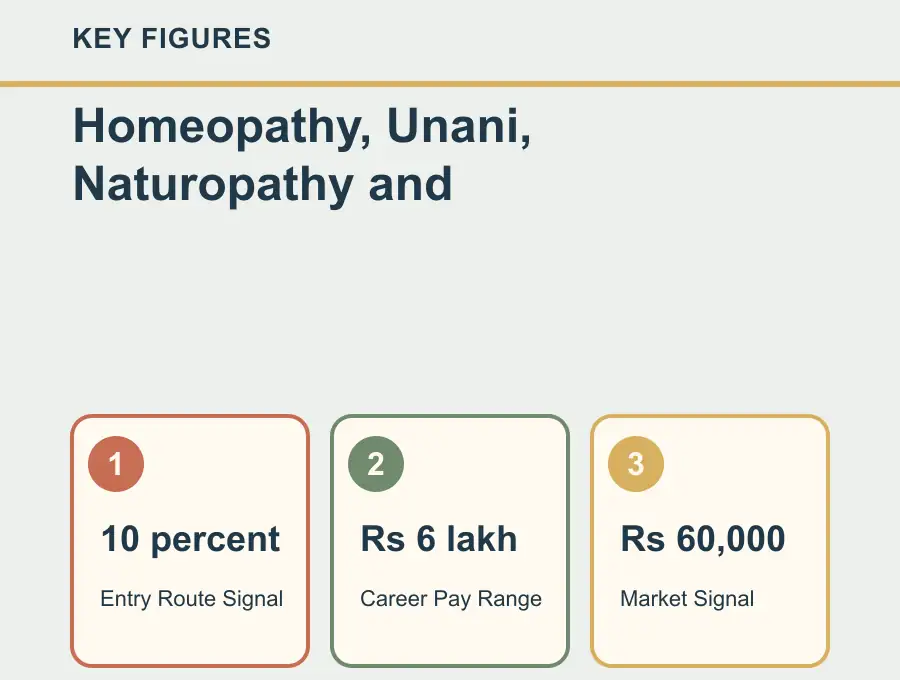 KEY FIGURES
Homeopathy, Unani,
Naturopathy and
1
10 percent
Entry Route Signal
2
Rs 6 lakh
Career Pay Range
3
Rs 60,000
Market Signal